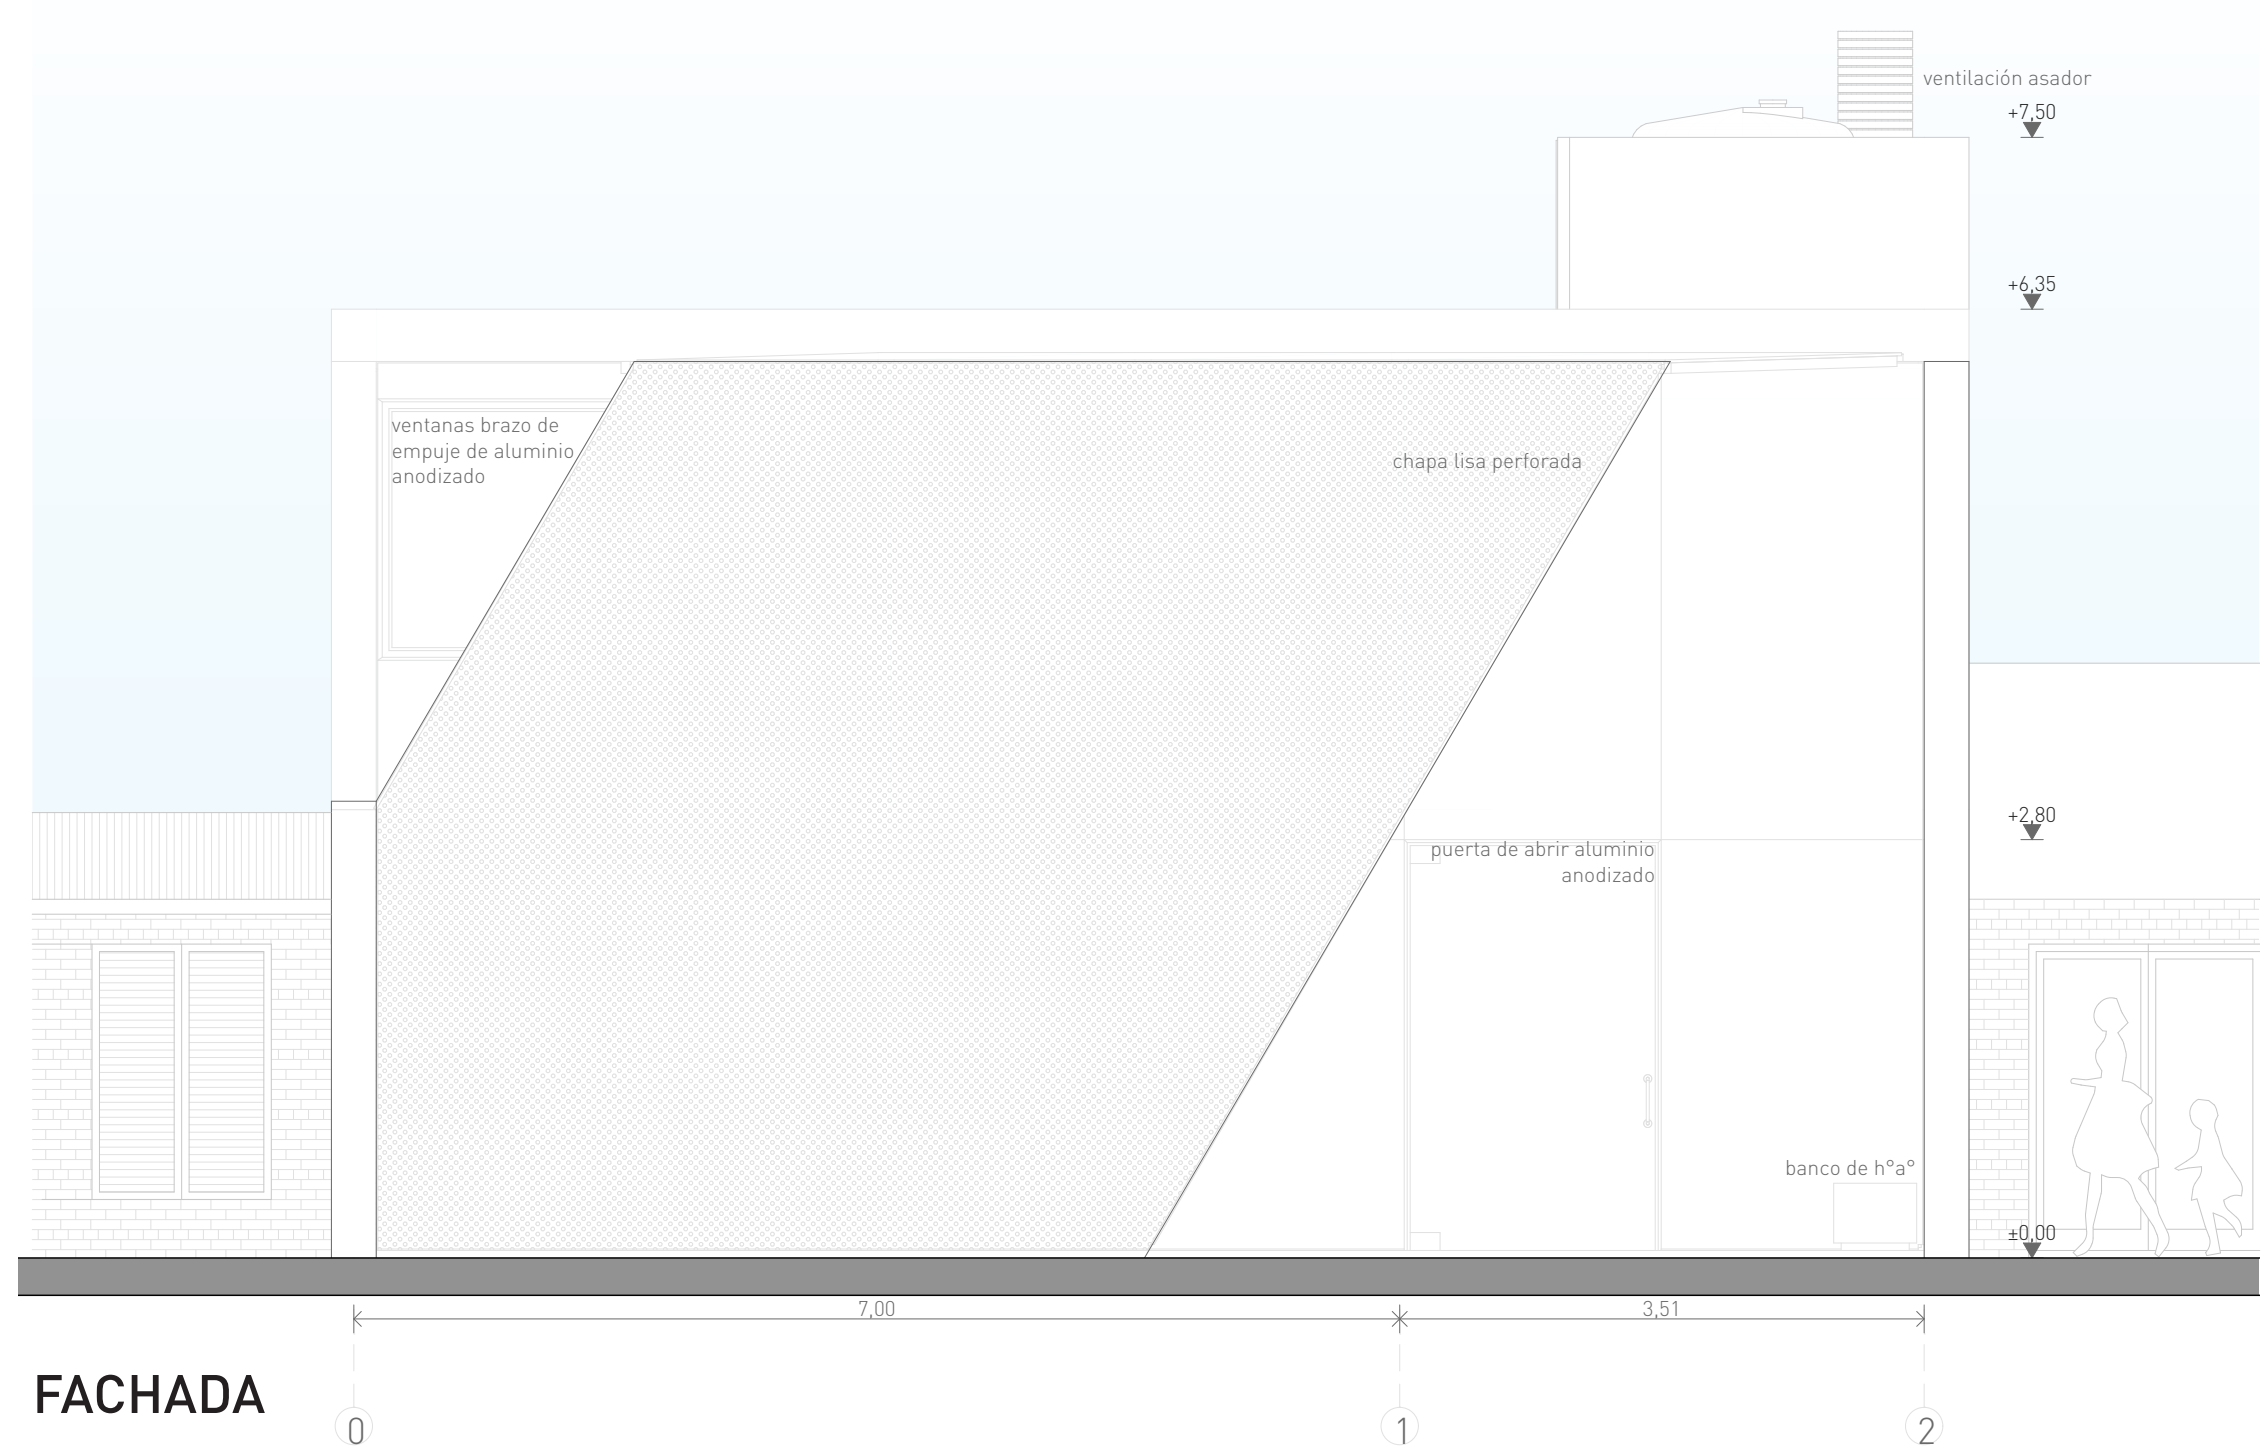 ventilación asador
+7,50
+6,35
ventanas brazo de
empuje de aluminio
anodizado
chapa lisa perforada
+2,80
puerta de abrir aluminio
anodizado
banco de h°a°
±0,00
7,00
3,51
FACHADA
0
1
2